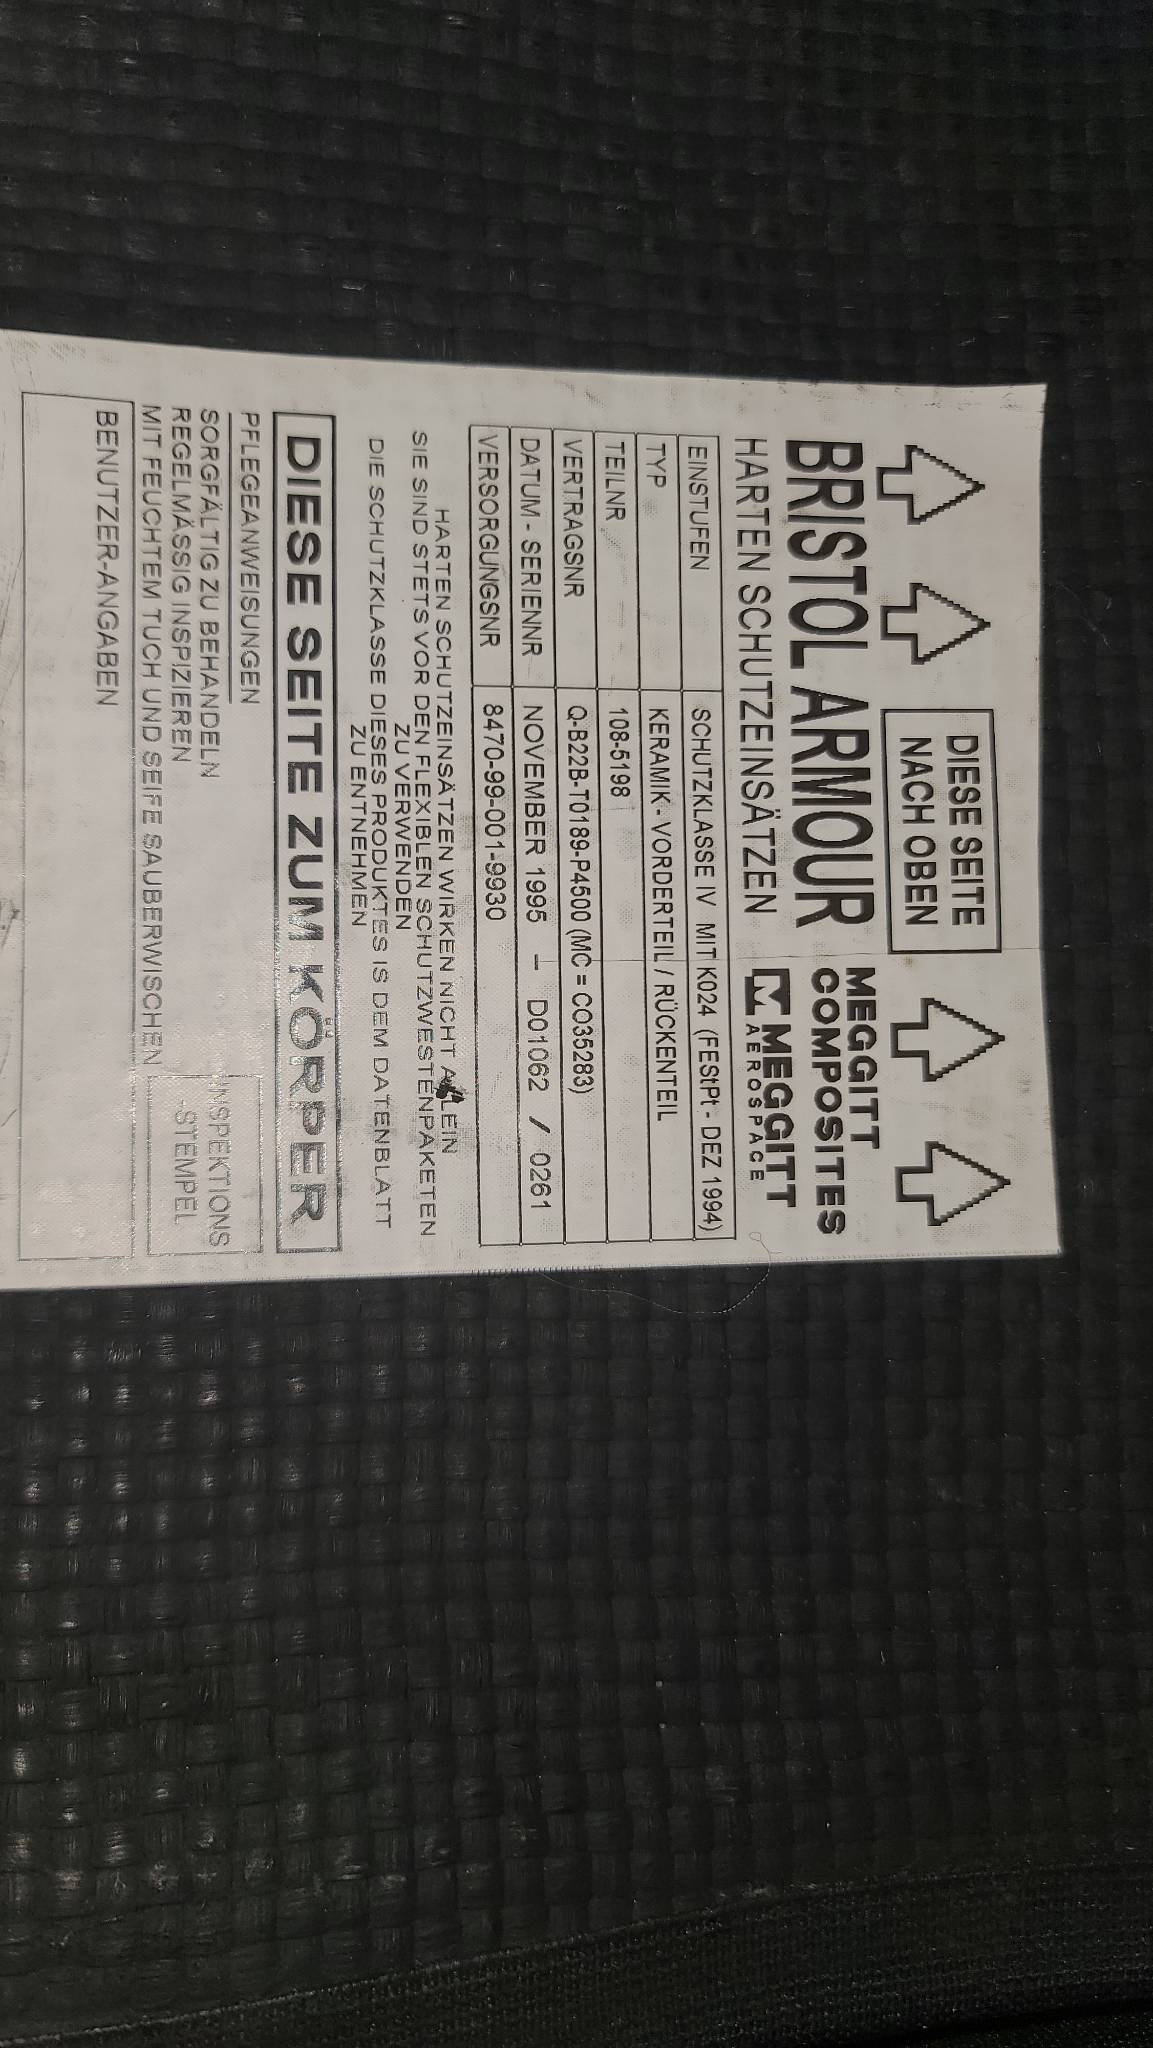 DIESE SEITE
NACH OBEN
BRISTOL ARMOUR
MEGGITT
COMPOSITES
HARTEN SCHUTZEINSÄTZEN
MEGGITT
AEROSPACE
EINSTUFEN SCHUTZKLASSE IV MIT K024 (FEStPt - DEZ 1994)
TYP KERAMIK - VORDERTEIL / RÜCKENTEIL
TEILNR 108-5198
VERTRAGSNR Q-B22B-T0189-P4500 (MC = CO35283)
DATUM - SERIENNR NOVEMBER 1995 – D01062 / 0261
VERSORGUNGSNR 8470-99-001-9930
HARTEN SCHUTZEINSÄTZEN WIRKEN NICHT ALLEIN
SIE SIND STETS VOR DEN FLEXIBLEN SCHUTZWESTENPAKETEN
ZU VERWENDEN
DIE SCHUTZKLASSE DIESES PRODUKTES IS DEM DATENBLATT
ZU ENTNEHMEN
DIESE SEITE ZUM KÖRPER
PFLEGEANWEISUNGEN
SORGFÄLTIG ZU BEHANDELN
REGELMÄSSIG INSPIZIEREN
MIT FEUCHTEM TUCH UND SEIFE SAUBERWISCHEN
INSPEKTIONS
-STEMPEL
BENUTZER-ANGABEN